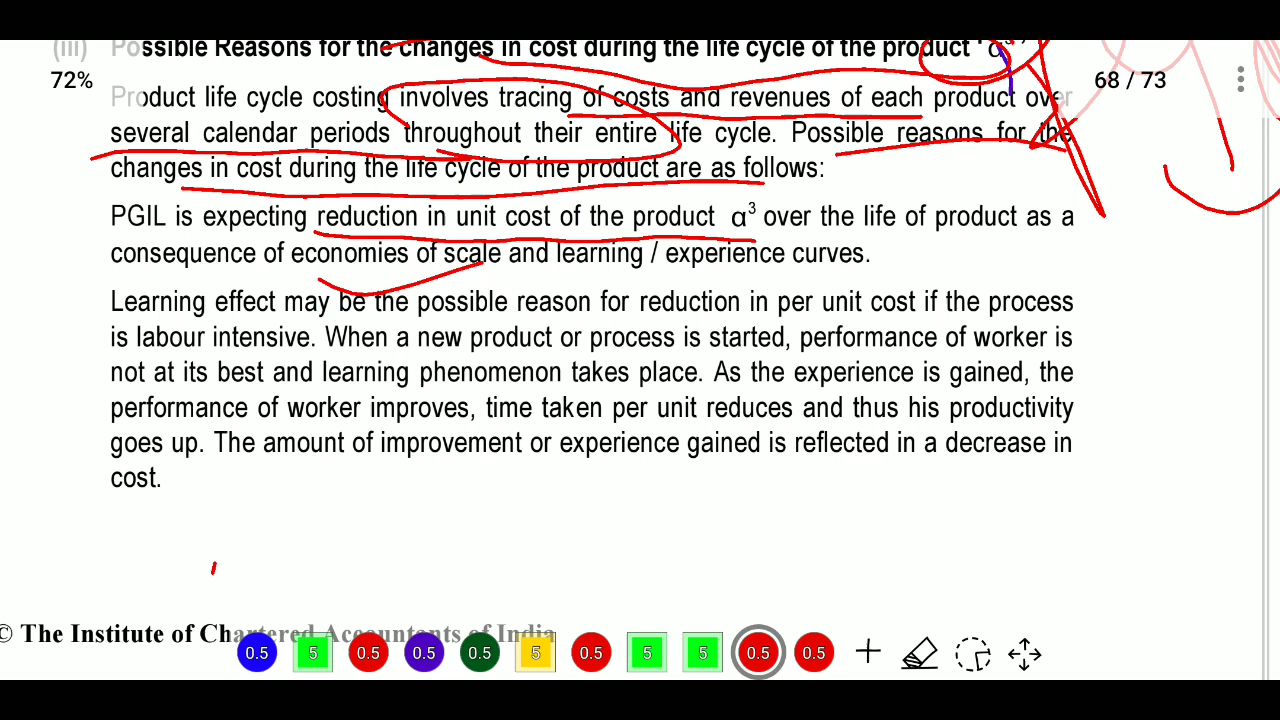 (iii) Possible Reasons for the changes in cost during the life cycle of the product 'α³'
72%
68 / 73
Product life cycle costing involves tracing of costs and revenues of each product over
several calendar periods throughout their entire life cycle. Possible reasons for the
changes in cost during the life cycle of the product are as follows:
PGIL is expecting reduction in unit cost of the product α³ over the life of product as a
consequence of economies of scale and learning / experience curves.
Learning effect may be the possible reason for reduction in per unit cost if the process
is labour intensive. When a new product or process is started, performance of worker is
not at its best and learning phenomenon takes place. As the experience is gained, the
performance of worker improves, time taken per unit reduces and thus his productivity
goes up. The amount of improvement or experience gained is reflected in a decrease in
cost.
© The Institute of Chartered Accountants of India
0.5 5 0.5 0.5 0.5 5 0.5 5 5 0.5 0.5